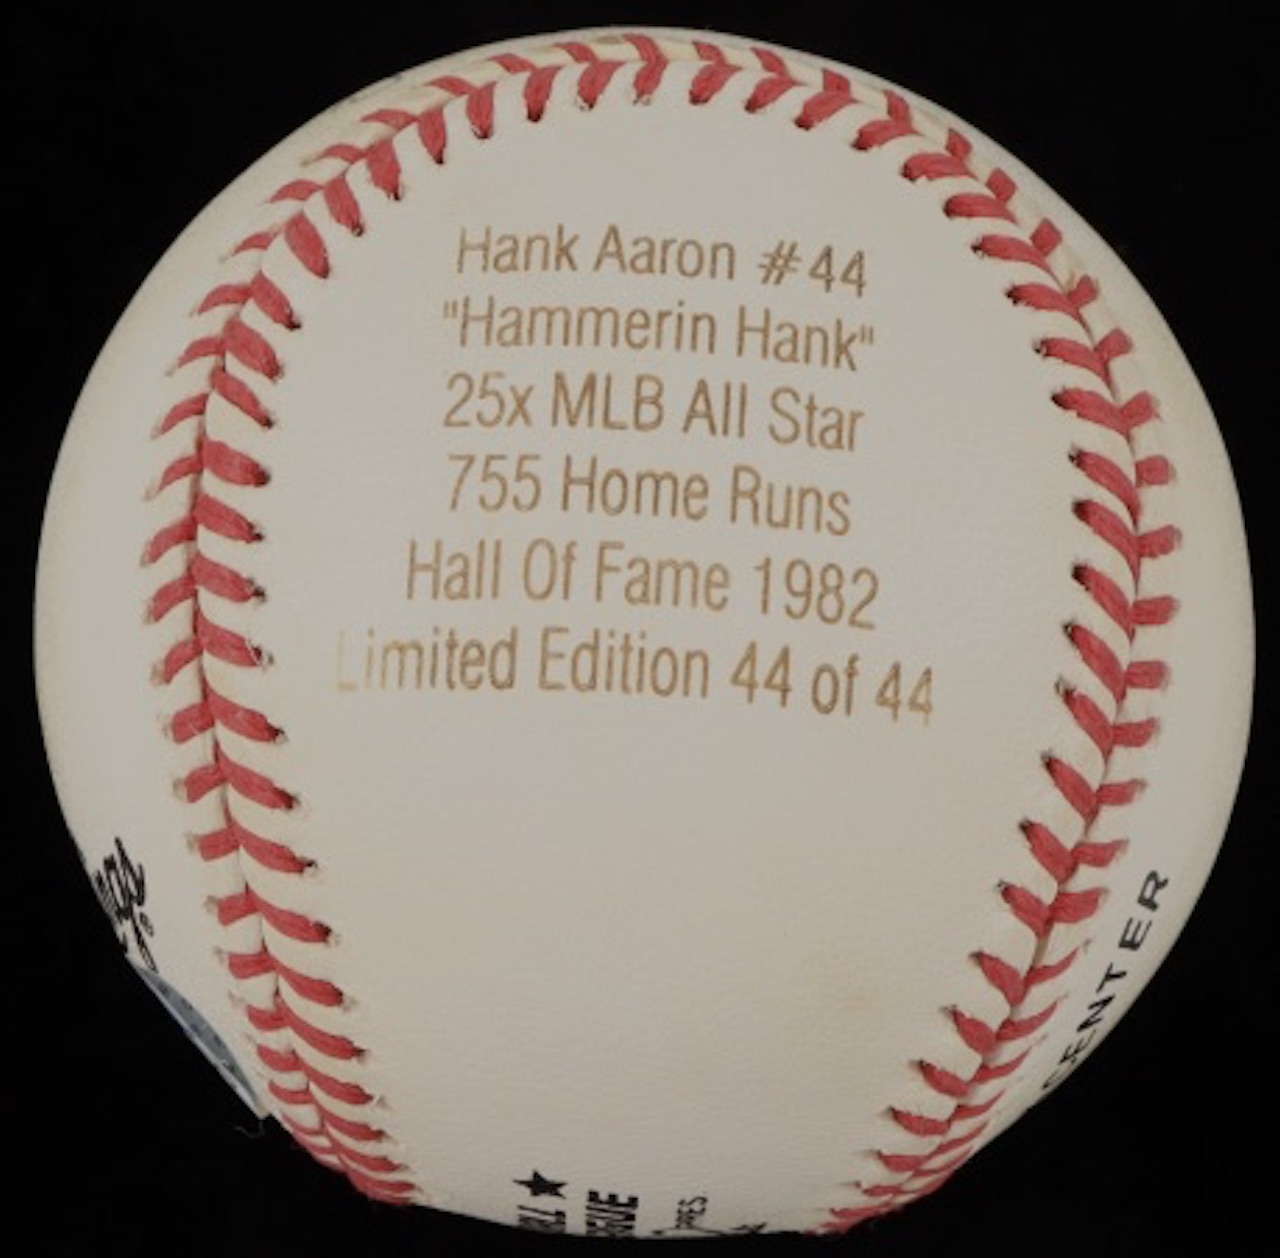 Hank Aaron #44
"Hammerin Hank"
25x MLB All Star
755 Home Runs
Hall Of Fame 1982
Limited Edition 44 of 44
CENTER